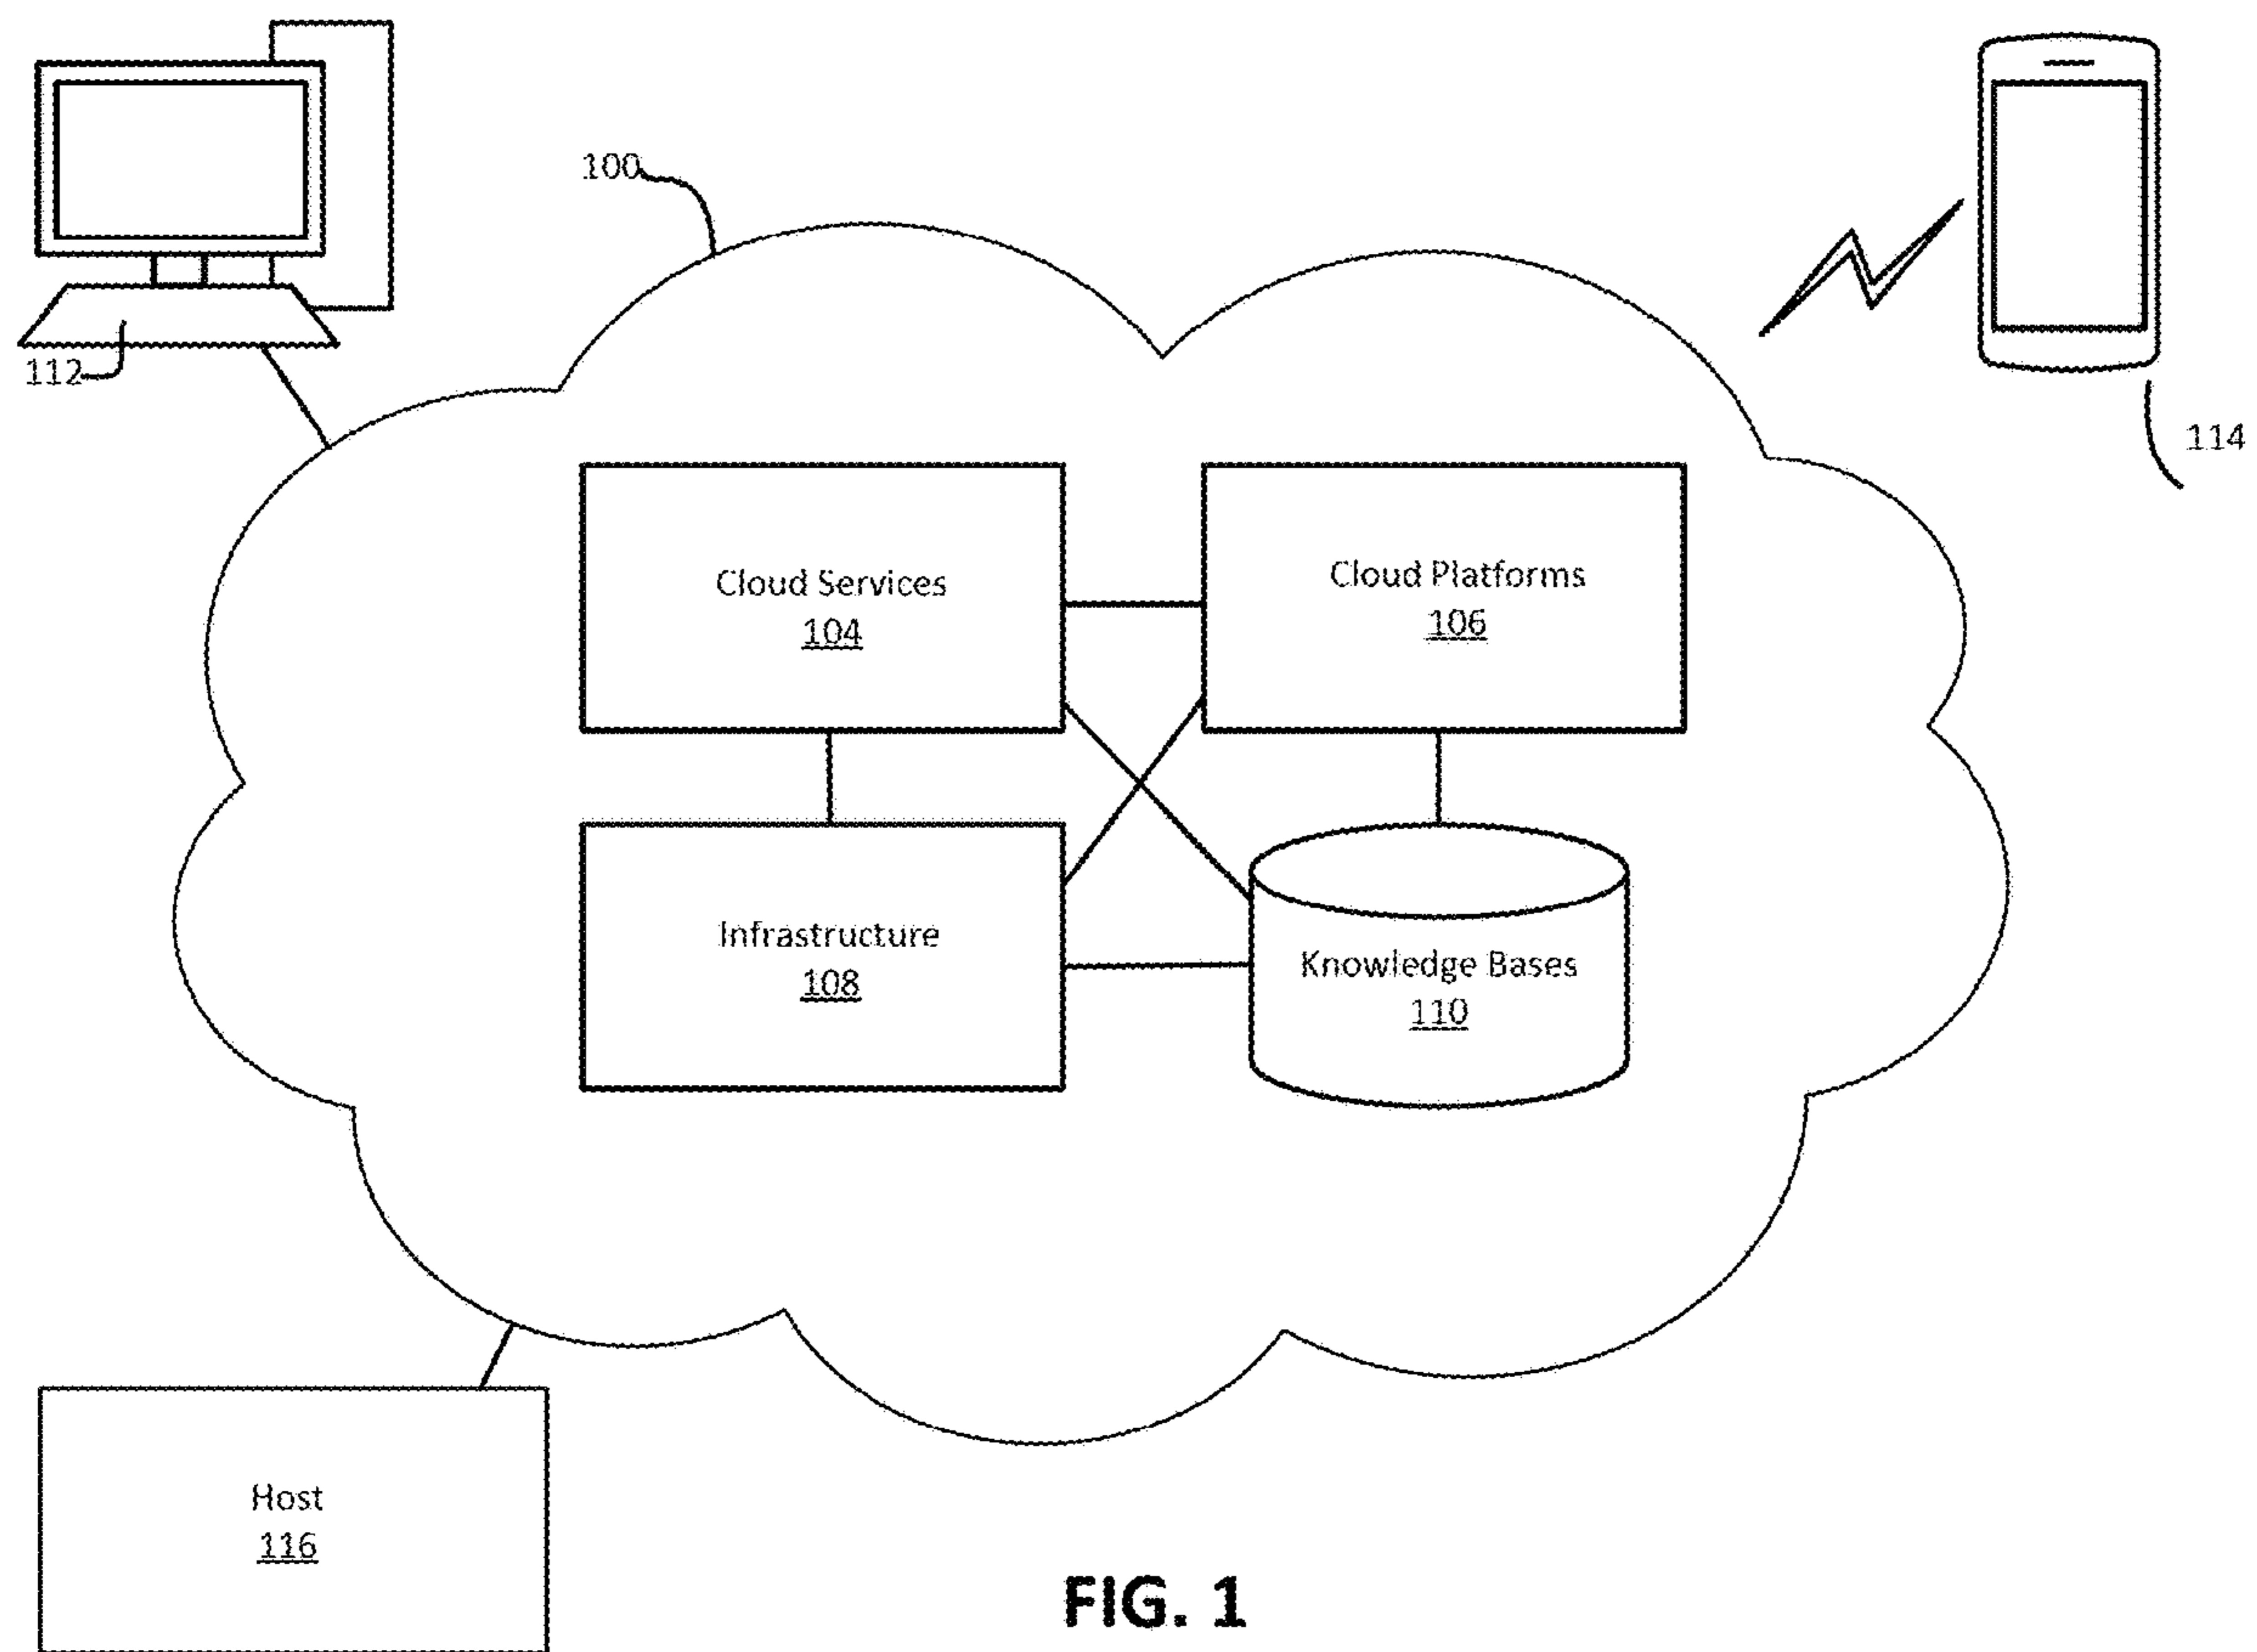 100
112
114
Cloud Services
104
Cloud Platforms
106
Infrastructure
108
Knowledge Bases
110
Host
116
FIG. 1